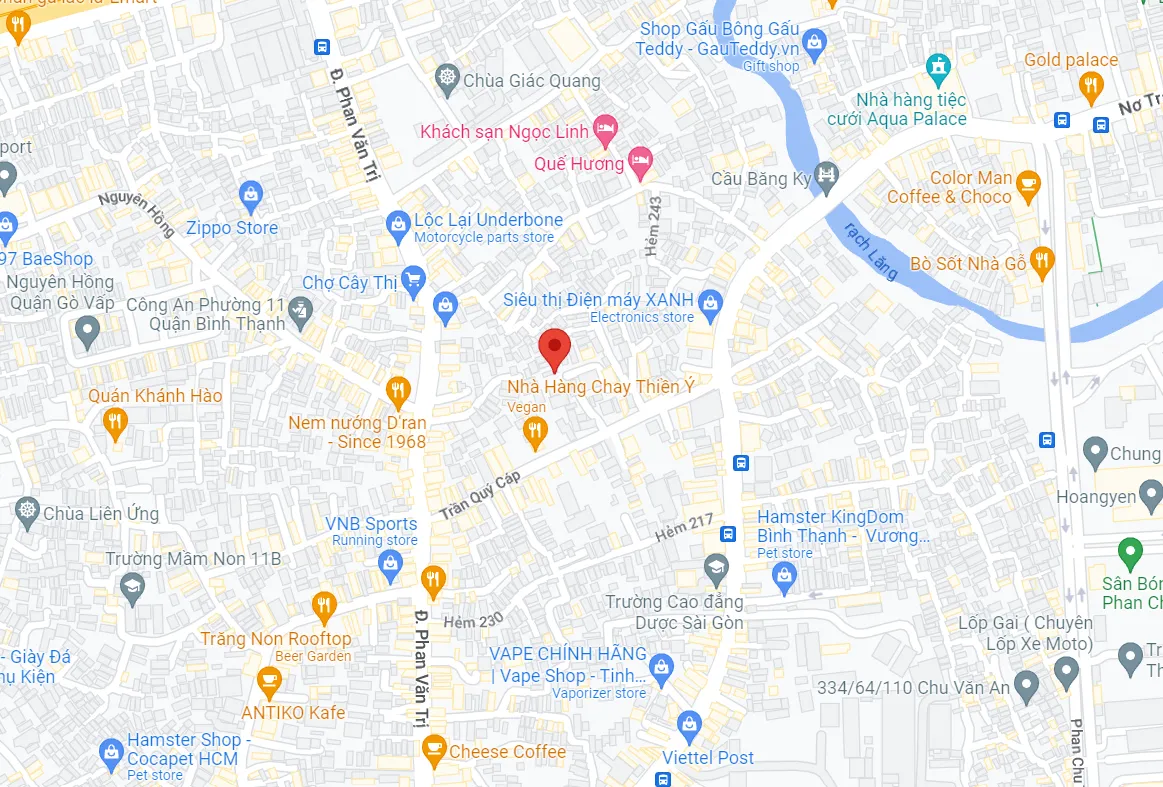 Shop Gấu Bông Gấu
Teddy - GauTeddy.vn
Gift shop
Gold palace
Đ. Phan Văn Trị
Chùa Giác Quang
Nhà hàng tiệc
cưới Aqua Palace
Nơ Tr
Khách sạn Ngọc Linh
Quế Hương
port
Cầu Băng Ky
Color Man
Coffee & Choco
Nguyên Hồng
Zippo Store
Lộc Lại Underbone
Motorcycle parts store
Hẻm 243
rạch Lăng
97 BaeShop
Bò Sốt Nhà Gỗ
Nguyên Hồng
Quận Gò Vấp
Chợ Cây Thị
Công An Phường 11
Quận Bình Thạnh
Siêu thị Điện máy XANH
Electronics store
Nhà Hàng Chay Thiền Ý
Vegan
Quán Khánh Hào
Nem nướng D'ran
- Since 1968
Chung
Trần Quý Cáp
Hoangyen
Chùa Liên Ứng
VNB Sports
Running store
Hẻm 217
Hamster KingDom
Bình Thạnh - Vương...
Pet store
Trường Mầm Non 11B
Sân Bón
Phan Ch
Trường Cao đẳng
Dược Sài Gòn
Hẻm 230
Đ. Phan Văn Trị
Lốp Gai ( Chuyên
Lốp Xe Moto)
Trăng Non Rooftop
Beer Garden
- Giày Đá
hụ Kiện
VAPE CHÍNH HÃNG
| Vape Shop - Tinh...
Vaporizer store
Tr
Th
334/64/110 Chu Văn An
ANTIKO Kafe
Phan Chu
Hamster Shop -
Cocapet HCM
Pet store
Cheese Coffee
Viettel Post